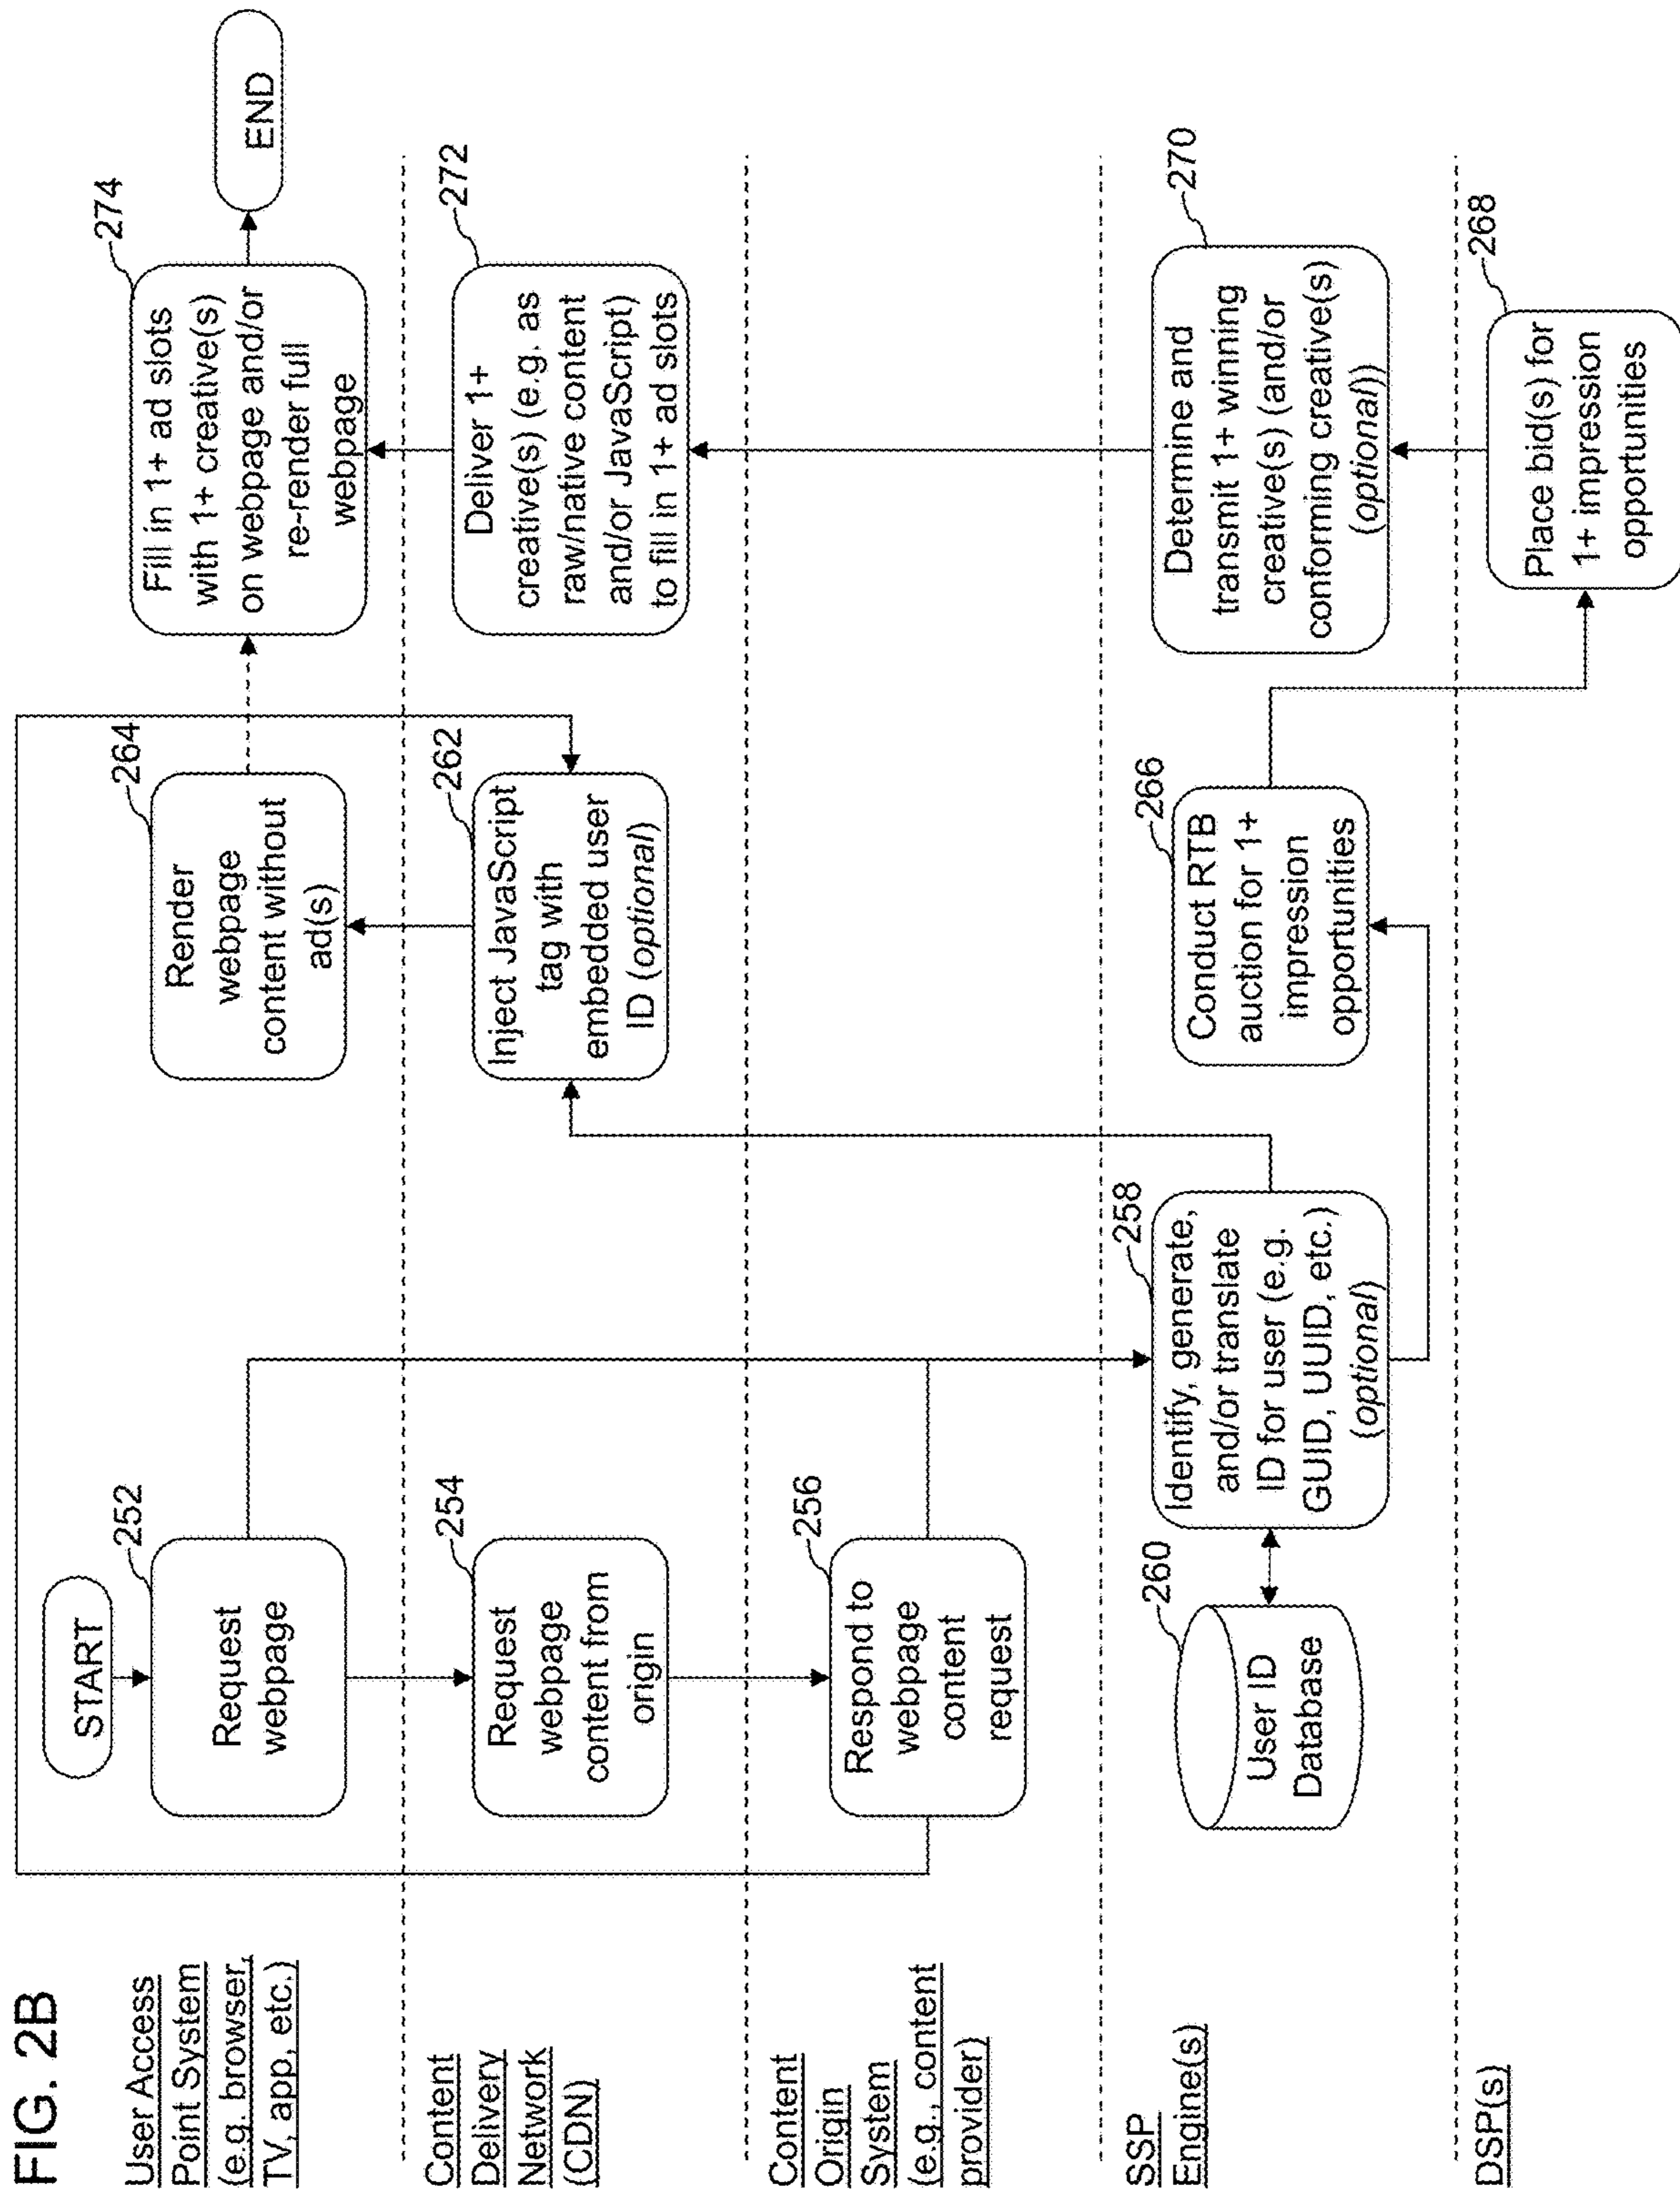 FIG. 2B
User Access
Point System
(e.g. browser,
TV, app, etc.)
START
252
Request
webpage
264
Render
webpage
content without
ad(s)
274
Fill in 1+ ad slots
with 1+ creative(s)
on webpage and/or
re-render full
webpage
END
Content
Delivery
Network
(CDN)
254
Request
webpage
content from
origin
262
Inject JavaScript
tag with
embedded user
ID (optional)
272
Deliver 1+
creative(s) (e.g. as
raw/native content
and/or JavaScript)
to fill in 1+ ad slots
Content
Origin
System
(e.g., content
provider)
256
Respond to
webpage
content
request
SSP
Engine(s)
260
User ID
Database
258
Identify, generate,
and/or translate
ID for user (e.g.
GUID, UUID, etc.)
(optional)
266
Conduct RTB
auction for 1+
impression
opportunities
270
Determine and
transmit 1+ winning
creative(s) (and/or
conforming creative(s)
(optional))
DSP(s)
268
Place bid(s) for
1+ impression
opportunities